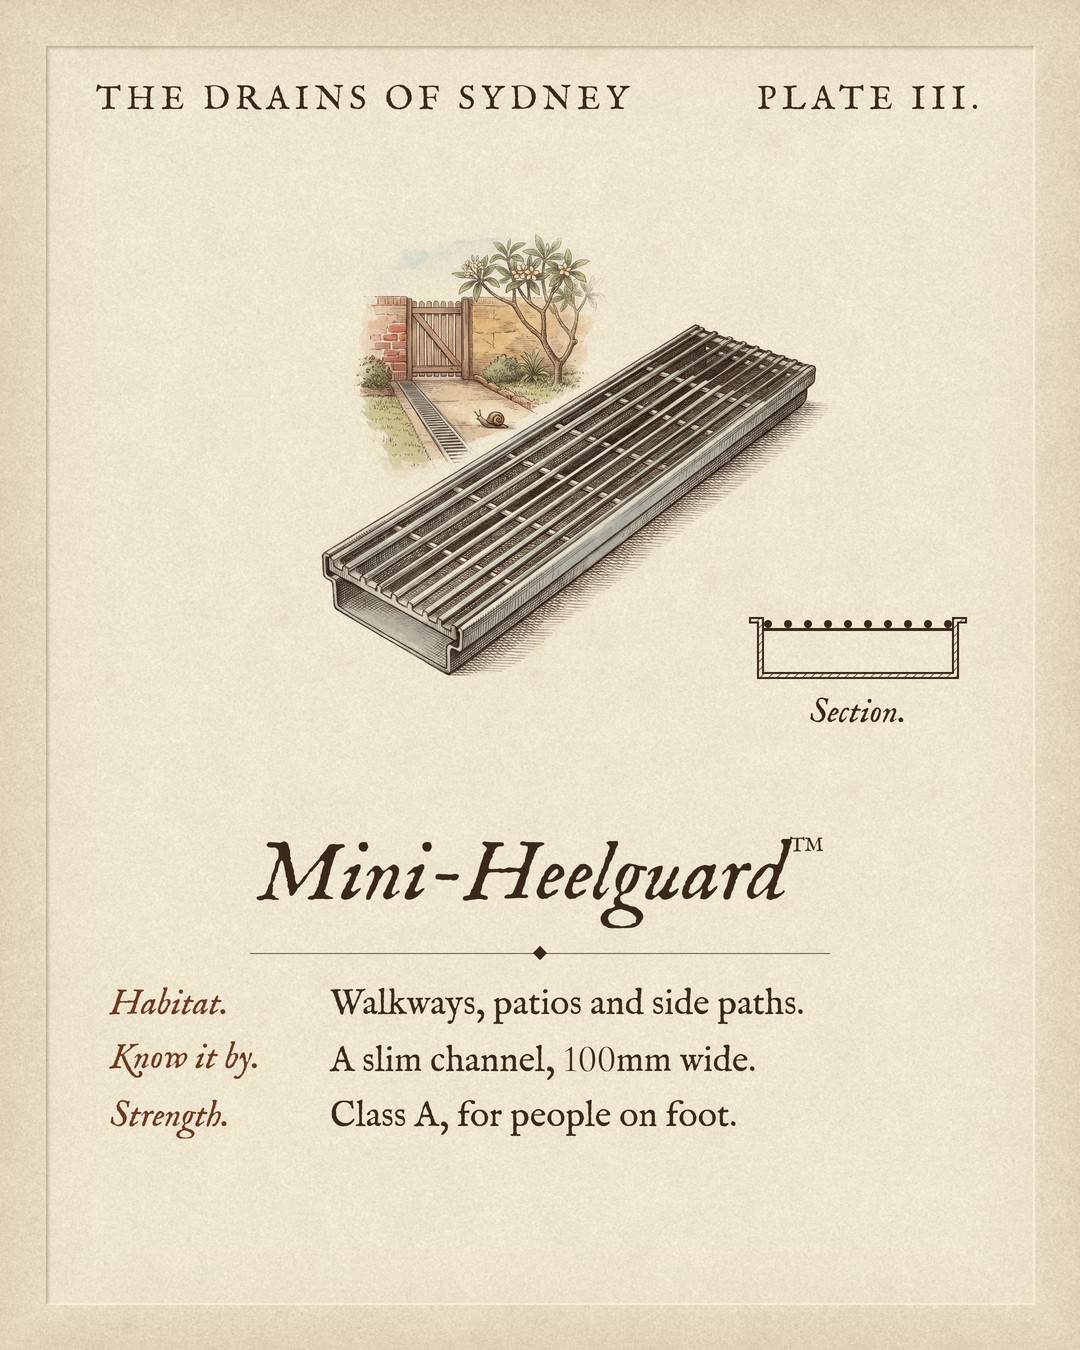 THE DRAINS OF SYDNEY
PLATE III.
Section.
Mini-Heelguard™
Habitat. Walkways, patios and side paths.
Know it by. A slim channel, 100mm wide.
Strength. Class A, for people on foot.